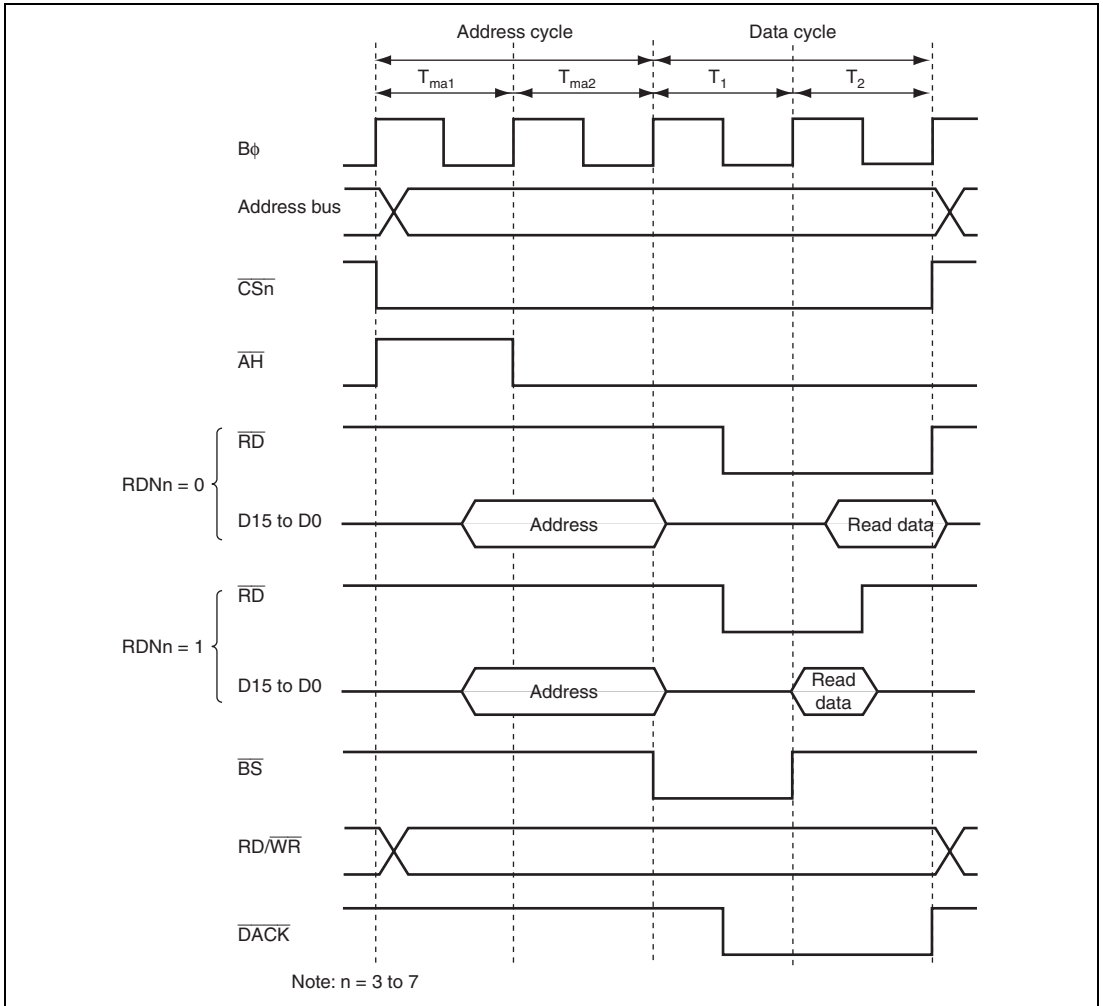 Address cycle Data cycle
Tma1 Tma2 T1 T2
Bϕ
Address bus
CSn
AH
RD
RDNn = 0
D15 to D0 Address Read data
RD
RDNn = 1
D15 to D0 Address Read
data
BS
RD/WR
DACK
Note: n = 3 to 7